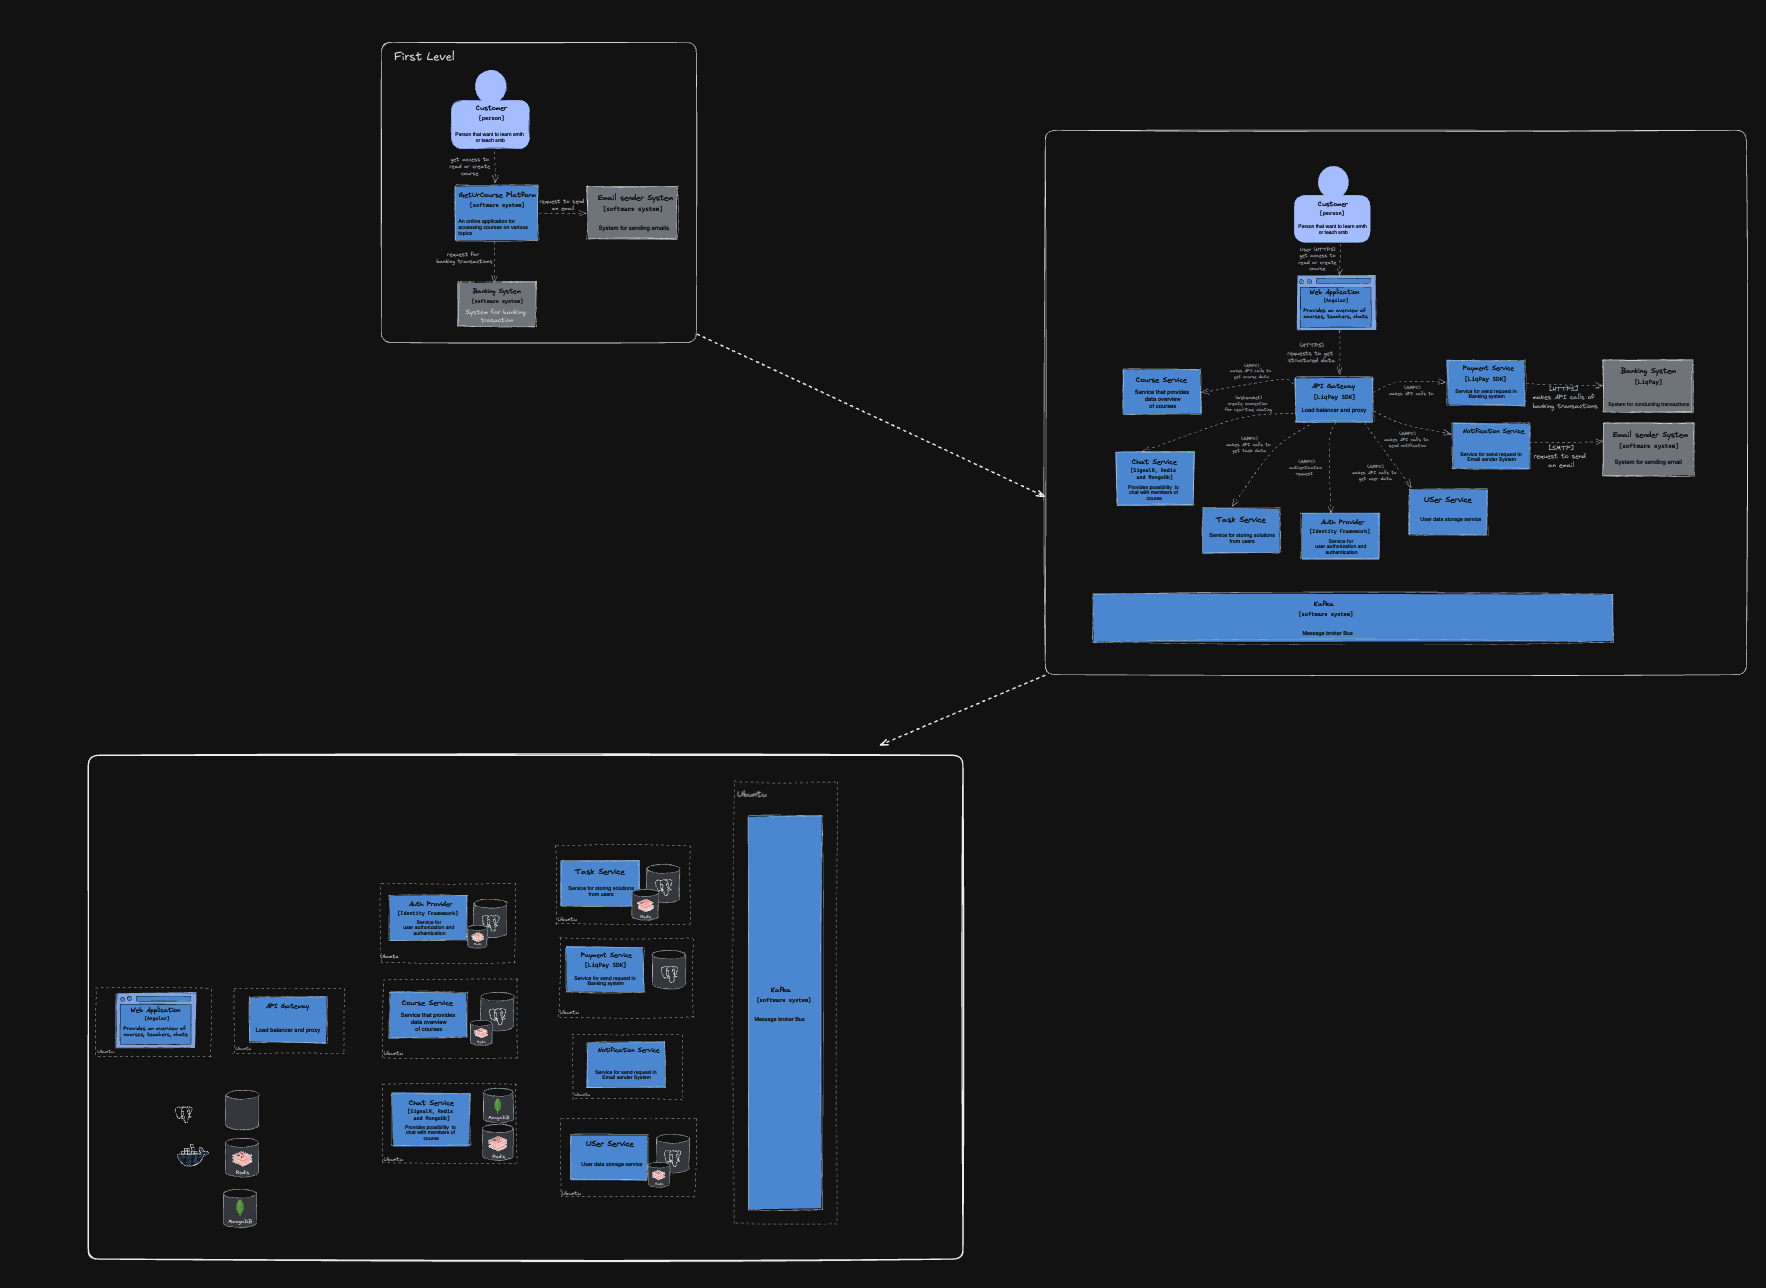 First Level
Customer
[person]
Person that want to learn smth
or teach smb
get access to
read or create
course
GetUrCourse Platform
[software system]
An online application for
accessing courses on various
topics
request to send
an email
Email sender System
[software system]
System for sending emails
request for
banking transactions
Banking System
[software system]
System for banking
trasaction
Customer
[person]
Person that want to learn smth
or teach smb
User [HTTPS]
get access to
read or create
course
Web Application
[Angular]
Provides an overview of
courses, teachers, chats
[HTTPS]
requests to get
structured data
API Gateway
[LiqPay SDK]
Load balancer and proxy
[GRPC]
makes API calls to
get course data
Course Service
Service that provides
data overview
of courses
[Websocket]
create connection
for real-time chating
Chat Service
[SignalR, Redis
and MongoDb]
Provides possibility to
chat with members of
course
[GRPC]
makes API calls to
get task data
Task Service
Service for storing solutions
from users
[GRPC]
authentication
request
Auth Provider
[Identity Framework]
Service for
user authorization and
authentication
[GRPC]
makes API calls to
get user data
USer Service
User data storage service
[GRPC]
makes API calls to
send notification
Notification Service
Service for send request in
Email sender System
[SMTP]
request to send
an email
Email sender System
[software system]
System for sending email
[GRPC]
makes API calls to
Payment Service
[LiqPay SDK]
Service for send request in
Banking system
[HTTPS]
makes API calls of
banking transactions
Banking System
[LiqPay]
System for conducting transactions
Kafka
[software system]
Message broker Bus
Web Application
[Angular]
Provides an overview of
courses, teachers, chats
Ubuntu
API Gateway
Load balancer and proxy
Ubuntu
Auth Provider
[Identity Framework]
Service for
user authorization and
authentication
Redis
Ubuntu
Course Service
Service that provides
data overview
of courses
Redis
Ubuntu
Chat Service
[SignalR, Redis
and MongoDb]
Provides possibility to
chat with members of
course
MongoDB
Redis
Ubuntu
Task Service
Service for storing solutions
from users
Redis
Ubuntu
Payment Service
[LiqPay SDK]
Service for send request in
Banking system
Ubuntu
Notification Service
Service for send request in
Email sender System
Ubuntu
USer Service
User data storage service
Redis
Ubuntu
Ubuntu
Kafka
[software system]
Message broker Bus
Redis
MongoDB